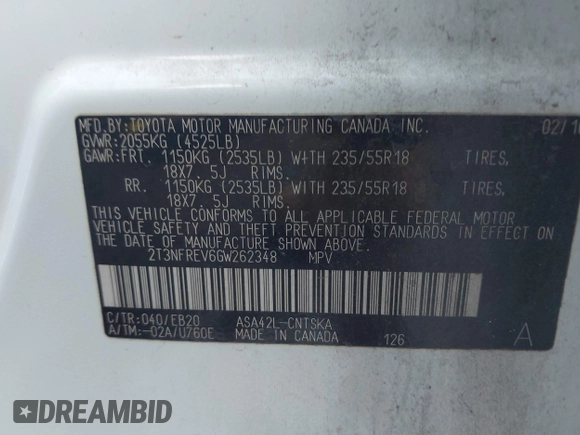 MFD.BY:TOYOTA MOTOR MANUFACTURING CANADA INC. 02/1
GVWR:2055KG (4525LB)
GAWR:FRT. 1150KG (2535LB) WITH 235/55R18 TIRES,
18X7. 5J RIMS.
RR. 1150KG (2535LB) WITH 235/55R18 TIRES,
18X7. 5J RIMS.
THIS VEHICLE CONFORMS TO ALL APPLICABLE FEDERAL MOTOR
VEHICLE SAFETY AND THEFT PREVENTION STANDARDS IN EFFECT ON
THE DATE OF MANUFACTURE SHOWN ABOVE.
2T3NFREV6GW262348 MPV
C/TR:040/EB20 ASA42L-CNTSKA
A/TM:-02A/U760E MADE IN CANADA 126 A
DREAMBID